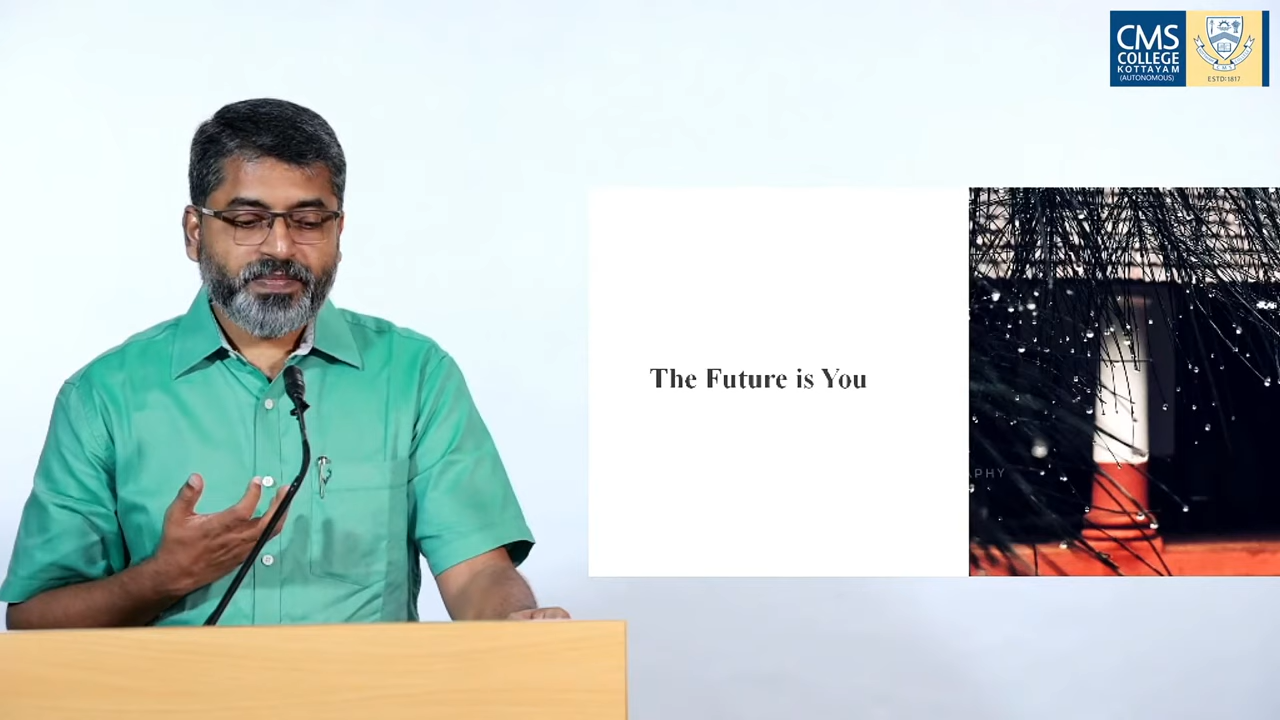 CMS
COLLEGE
KOTTAYAM
(AUTONOMOUS)
ESTD:1817
The Future is You
PHY